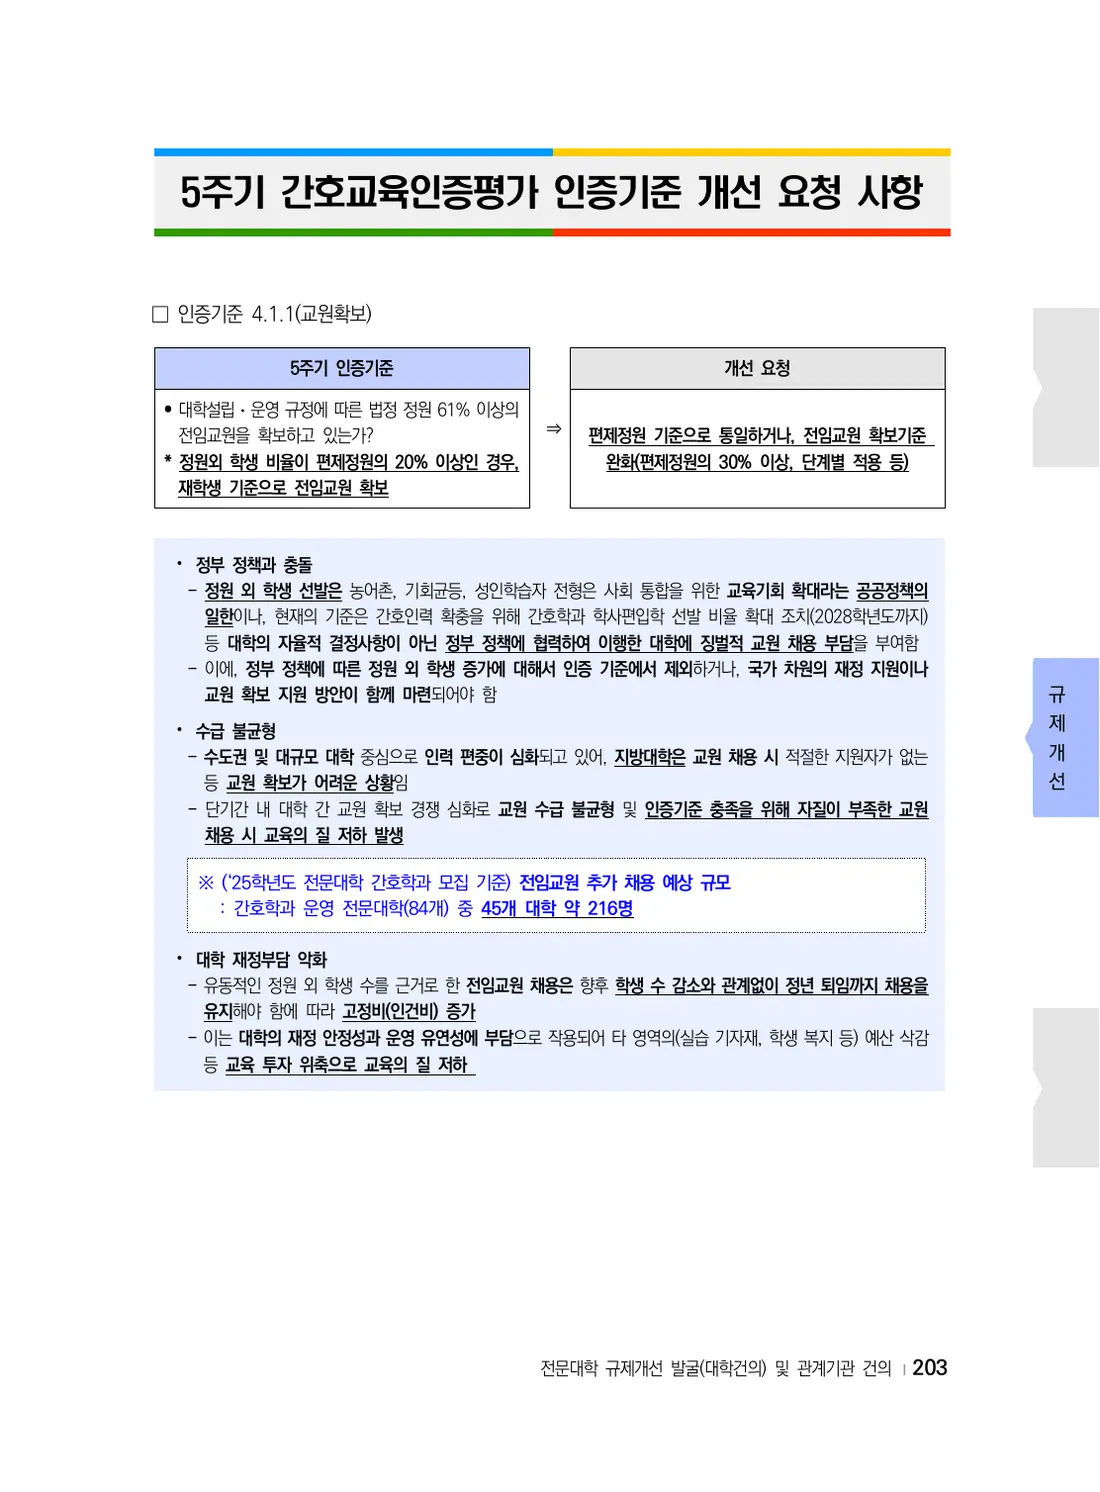 5주기 간호교육인증평가 인증기준 개선 요청 사항
□ 인증기준 4.1.1(교원확보)
5주기 인증기준
• 대학설립・운영 규정에 따른 법정 정원 61% 이상의
전임교원을 확보하고 있는가?
* 정원외 학생 비율이 편제정원의 20% 이상인 경우,
재학생 기준으로 전임교원 확보
⇒
개선 요청
편제정원 기준으로 통일하거나, 전임교원 확보기준
완화(편제정원의 30% 이상, 단계별 적용 등)
• 정부 정책과 충돌
- 정원 외 학생 선발은 농어촌, 기회균등, 성인학습자 전형은 사회 통합을 위한 교육기회 확대라는 공공정책의
일한이나, 현재의 기준은 간호인력 확충을 위해 간호학과 학사편입학 선발 비율 확대 조치(2028학년도까지)
등 대학의 자율적 결정사항이 아닌 정부 정책에 협력하여 이행한 대학에 징벌적 교원 채용 부담을 부여함
- 이에, 정부 정책에 따른 정원 외 학생 증가에 대해서 인증 기준에서 제외하거나, 국가 차원의 재정 지원이나
교원 확보 지원 방안이 함께 마련되어야 함
• 수급 불균형
- 수도권 및 대규모 대학 중심으로 인력 편중이 심화되고 있어, 지방대학은 교원 채용 시 적절한 지원자가 없는
등 교원 확보가 어려운 상황임
- 단기간 내 대학 간 교원 확보 경쟁 심화로 교원 수급 불균형 및 인증기준 충족을 위해 자질이 부족한 교원
채용 시 교육의 질 저하 발생
※ (‘25학년도 전문대학 간호학과 모집 기준) 전임교원 추가 채용 예상 규모
: 간호학과 운영 전문대학(84개) 중 45개 대학 약 216명
• 대학 재정부담 악화
- 유동적인 정원 외 학생 수를 근거로 한 전임교원 채용은 향후 학생 수 감소와 관계없이 정년 퇴임까지 채용을
유지해야 함에 따라 고정비(인건비) 증가
- 이는 대학의 재정 안정성과 운영 유연성에 부담으로 작용되어 타 영역의(실습 기자재, 학생 복지 등) 예산 삭감
등 교육 투자 위축으로 교육의 질 저하
규
제
개
선
전문대학 규제개선 발굴(대학건의) 및 관계기관 건의 | 203